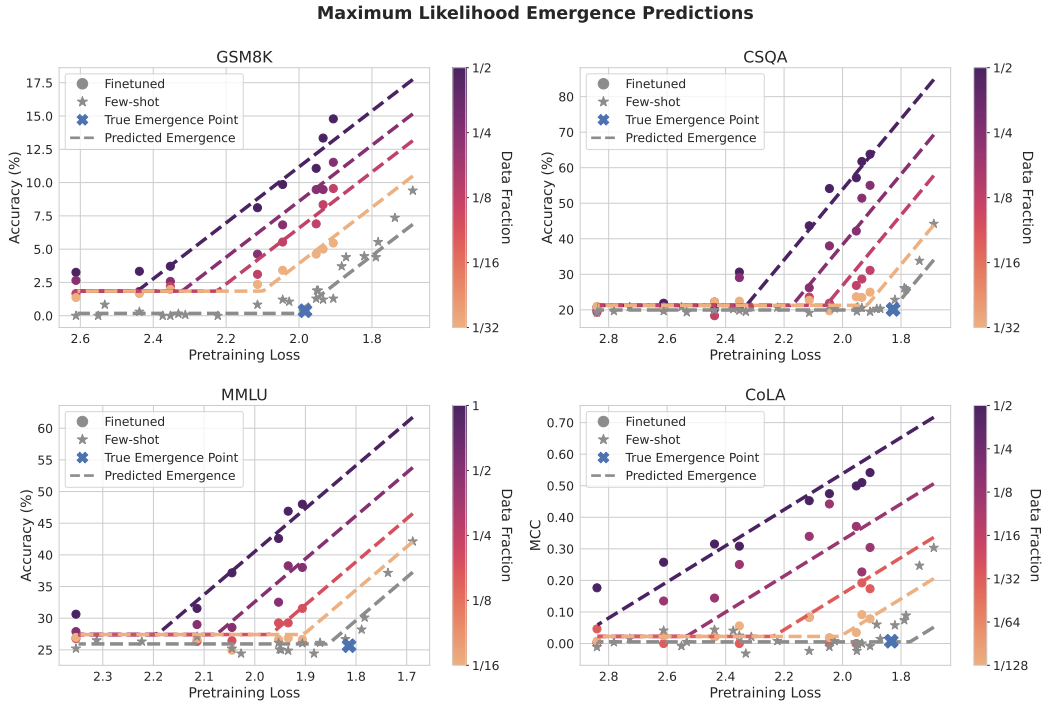 Maximum Likelihood Emergence Predictions
GSM8K
Finetuned
Few-shot
True Emergence Point
Predicted Emergence
17.5
15.0
12.5
10.0
7.5
5.0
2.5
0.0
Accuracy (%)
2.6 2.4 2.2 2.0 1.8
Pretraining Loss
1/2
1/4
1/8
1/16
1/32
Data Fraction
CSQA
Finetuned
Few-shot
True Emergence Point
Predicted Emergence
80
70
60
50
40
30
20
Accuracy (%)
2.8 2.6 2.4 2.2 2.0 1.8
Pretraining Loss
1/2
1/4
1/8
1/16
1/32
Data Fraction
MMLU
Finetuned
Few-shot
True Emergence Point
Predicted Emergence
60
55
50
45
40
35
30
25
Accuracy (%)
2.3 2.2 2.1 2.0 1.9 1.8 1.7
Pretraining Loss
1
1/2
1/4
1/8
1/16
Data Fraction
CoLA
Finetuned
Few-shot
True Emergence Point
Predicted Emergence
0.70
0.60
0.50
0.40
0.30
0.20
0.10
0.00
MCC
2.8 2.6 2.4 2.2 2.0 1.8
Pretraining Loss
1/2
1/4
1/8
1/16
1/32
1/64
1/128
Data Fraction